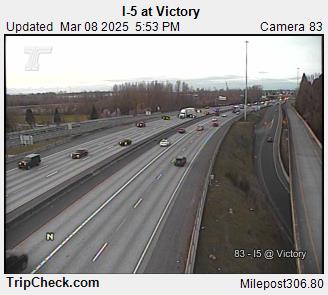 I-5 at Victory
Updated Mar 08 2025 5:53 PM Camera 83
T
N
83 - I5 @ Victory
TripCheck.com Milepost306.80